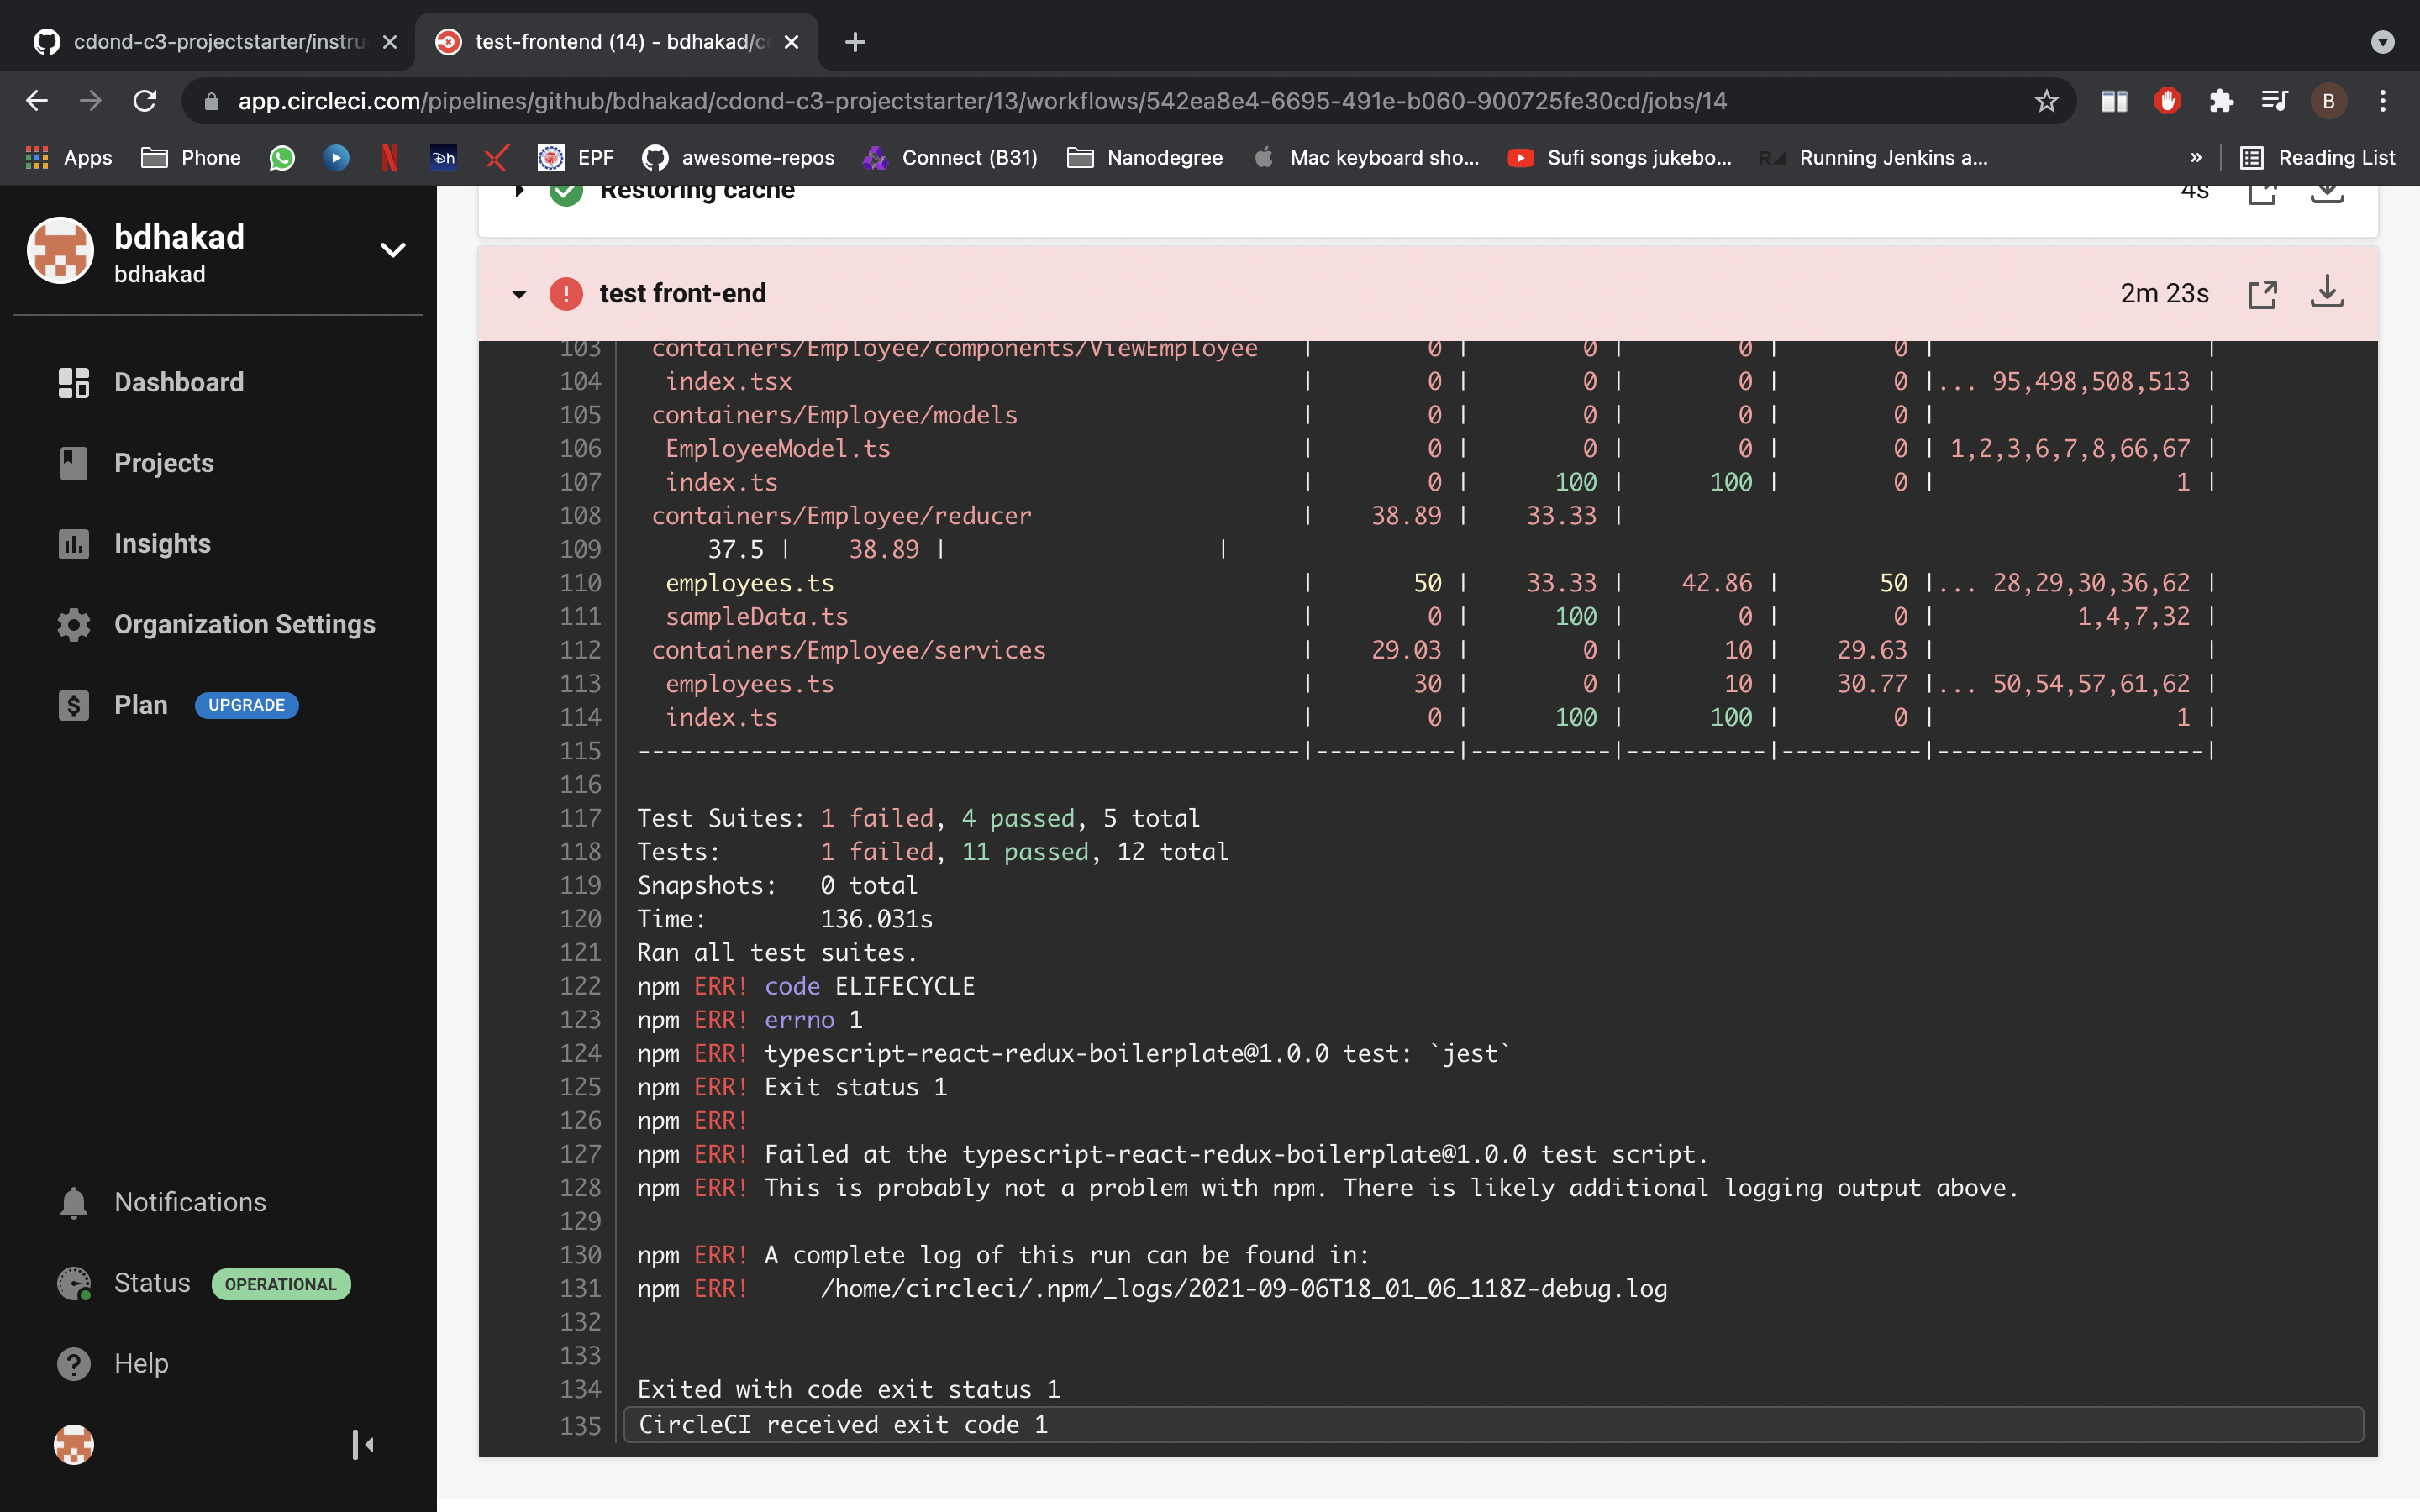 cdond-c3-projectstarter/instru
test-frontend (14) - bdhakad/c
app.circleci.com/pipelines/github/bdhakad/cdond-c3-projectstarter/13/workflows/542ea8e4-6695-491e-b060-900725fe30cd/jobs/14
B
Apps Phone N EPF awesome-repos Connect (B31) Nanodegree Mac keyboard sho... Sufi songs jukebo... Running Jenkins a... » Reading List
bdhakad
bdhakad
Dashboard
Projects
Insights
Organization Settings
Plan UPGRADE
Notifications
Status OPERATIONAL
Help
Restoring cache 4s
test front-end 2m 23s
103 containers/Employee/components/ViewEmployee | 0 | 0 | 0 | 0 | |
104 index.tsx | 0 | 0 | 0 | 0 |... 95,498,508,513 |
105 containers/Employee/models | 0 | 0 | 0 | 0 | |
106 EmployeeModel.ts | 0 | 0 | 0 | 0 | 1,2,3,6,7,8,66,67 |
107 index.ts | 0 | 100 | 100 | 0 | 1 |
108 containers/Employee/reducer | 38.89 | 33.33 |
109 37.5 | 38.89 | |
110 employees.ts | 50 | 33.33 | 42.86 | 50 |... 28,29,30,36,62 |
111 sampleData.ts | 0 | 100 | 0 | 0 | 1,4,7,32 |
112 containers/Employee/services | 29.03 | 0 | 10 | 29.63 | |
113 employees.ts | 30 | 0 | 10 | 30.77 |... 50,54,57,61,62 |
114 index.ts | 0 | 100 | 100 | 0 | 1 |
115 -----------------------------------------------|----------|----------|----------|----------|-------------------|
116
117 Test Suites: 1 failed, 4 passed, 5 total
118 Tests: 1 failed, 11 passed, 12 total
119 Snapshots: 0 total
120 Time: 136.031s
121 Ran all test suites.
122 npm ERR! code ELIFECYCLE
123 npm ERR! errno 1
124 npm ERR! typescript-react-redux-boilerplate@1.0.0 test: `jest`
125 npm ERR! Exit status 1
126 npm ERR!
127 npm ERR! Failed at the typescript-react-redux-boilerplate@1.0.0 test script.
128 npm ERR! This is probably not a problem with npm. There is likely additional logging output above.
129
130 npm ERR! A complete log of this run can be found in:
131 npm ERR! /home/circleci/.npm/_logs/2021-09-06T18_01_06_118Z-debug.log
132
133
134 Exited with code exit status 1
135 CircleCI received exit code 1